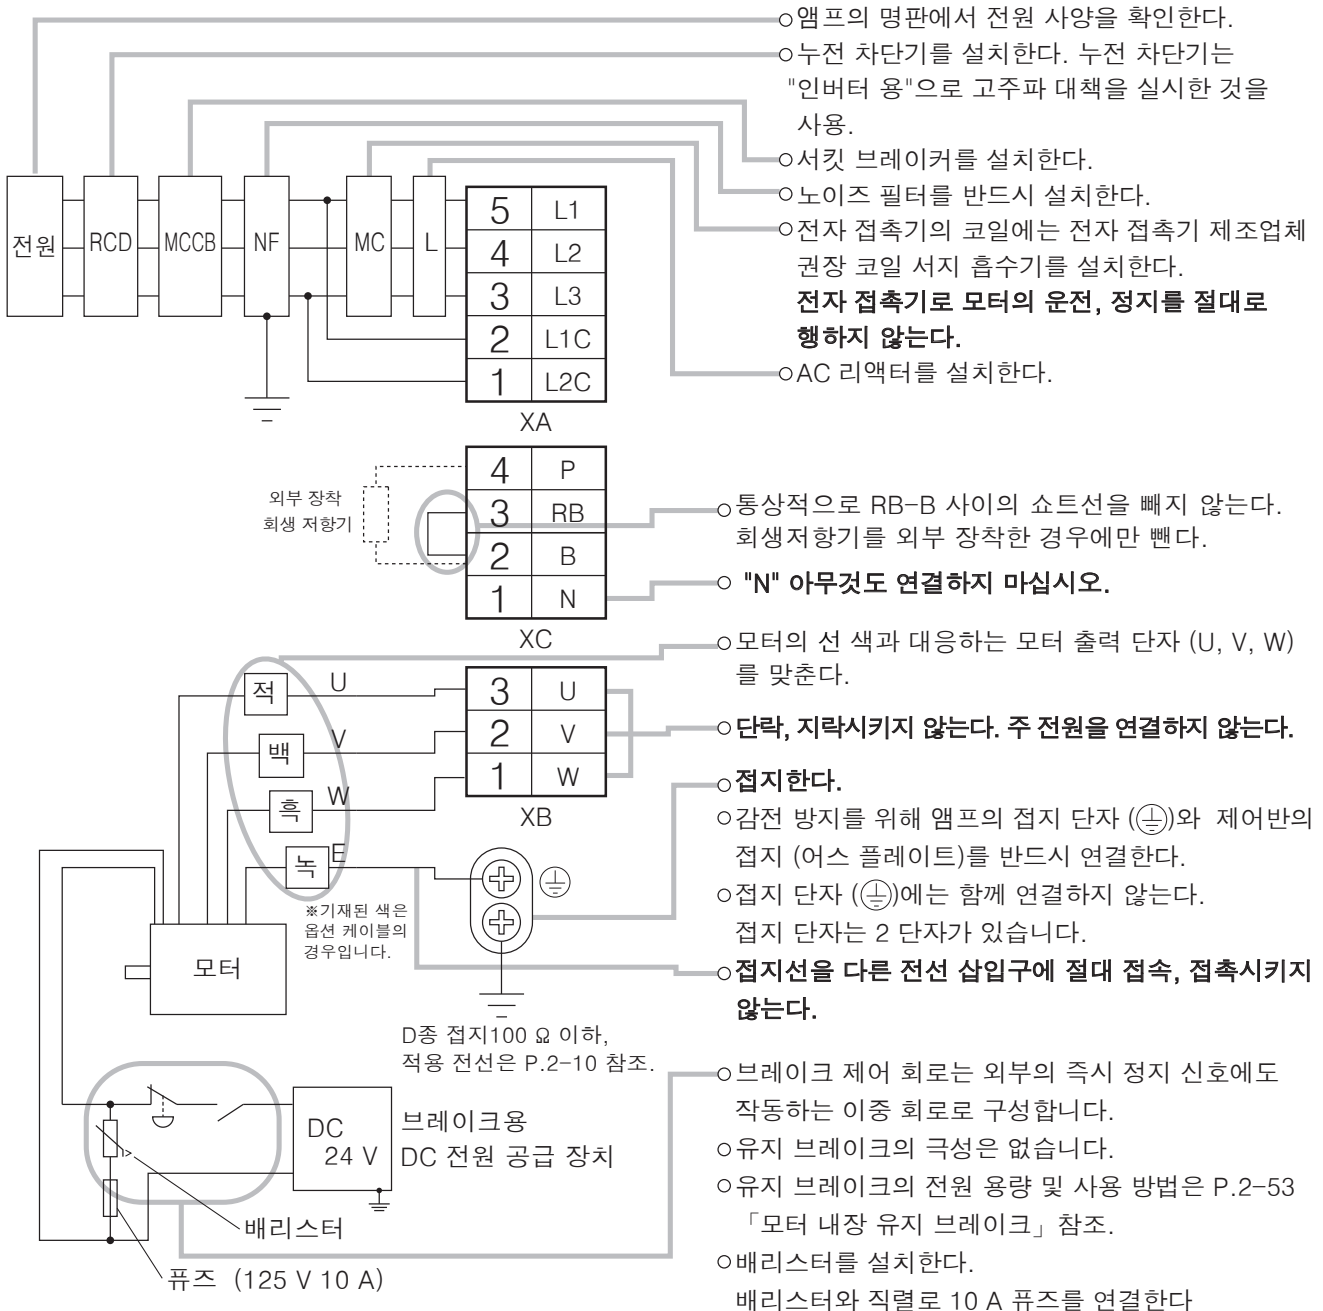 앰프의 명판에서 전원 사양을 확인한다.
누전 차단기를 설치한다. 누전 차단기는
"인버터 용"으로 고주파 대책을 실시한 것을
사용.
서킷 브레이커를 설치한다.
노이즈 필터를 반드시 설치한다.
전자 접촉기의 코일에는 전자 접촉기 제조업체
권장 코일 서지 흡수기를 설치한다.
전자 접촉기로 모터의 운전, 정지를 절대로
행하지 않는다.
AC 리액터를 설치한다.
전원 RCD MCCB NF MC L
5 L1
4 L2
3 L3
2 L1C
1 L2C
XA
외부 장착
회생 저항기
4 P
3 RB
2 B
1 N
XC
통상적으로 RB-B 사이의 쇼트선을 빼지 않는다.
회생저항기를 외부 장착한 경우에만 뺀다.
"N" 아무것도 연결하지 마십시오.
모터의 선 색과 대응하는 모터 출력 단자 (U, V, W)
를 맞춘다.
적 U
백 V
흑 W
녹 E
3 U
2 V
1 W
XB
단락, 지락시키지 않는다. 주 전원을 연결하지 않는다.
접지한다.
감전 방지를 위해 앰프의 접지 단자 (⏚)와 제어반의
접지 (어스 플레이트)를 반드시 연결한다.
접지 단자 (⏚)에는 함께 연결하지 않는다.
접지 단자는 2 단자가 있습니다.
접지선을 다른 전선 삽입구에 절대 접속, 접촉시키지
않는다.
※기재된 색은
옵션 케이블의
경우입니다.
모터
D종 접지100 Ω 이하,
적용 전선은 P.2-10 참조.
브레이크 제어 회로는 외부의 즉시 정지 신호에도
작동하는 이중 회로로 구성합니다.
유지 브레이크의 극성은 없습니다.
유지 브레이크의 전원 용량 및 사용 방법은 P.2-53
「모터 내장 유지 브레이크」참조.
배리스터를 설치한다.
배리스터와 직렬로 10 A 퓨즈를 연결한다
DC
24 V
브레이크용
DC 전원 공급 장치
배리스터
퓨즈 (125 V 10 A)